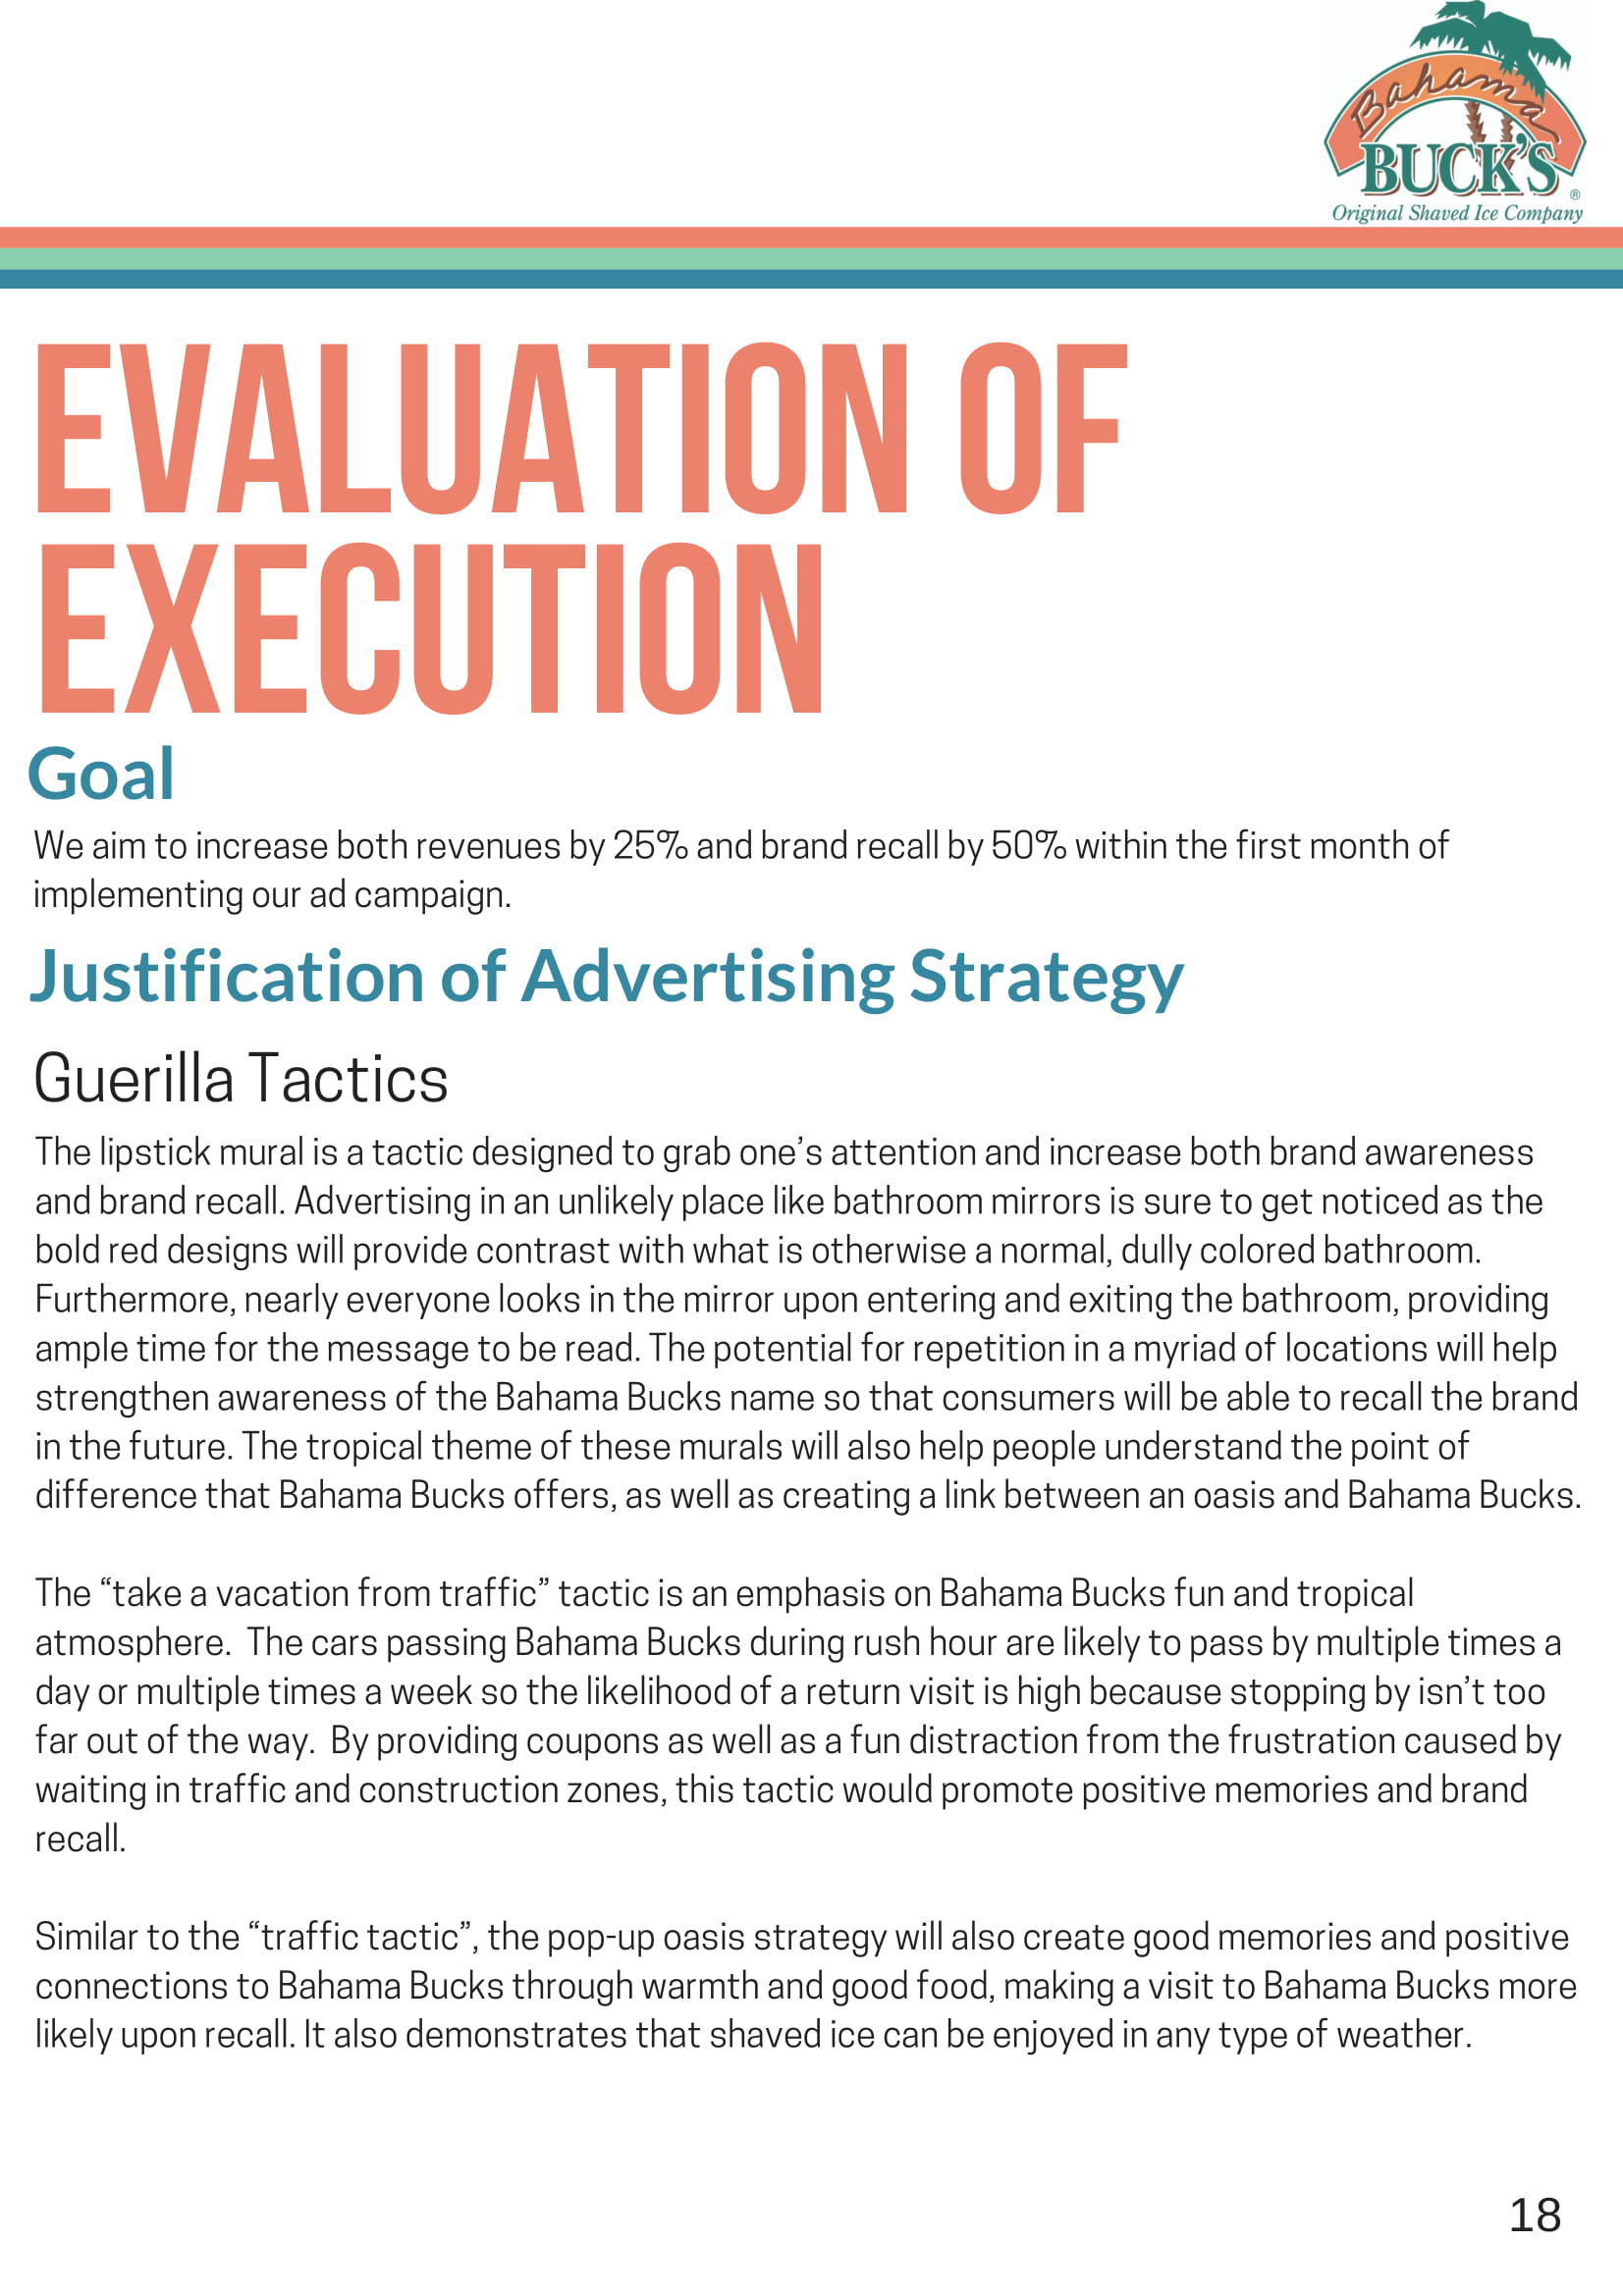 Bahama
BUCK'S®
Original Shaved Ice Company
EVALUATION OF
EXECUTION
Goal
We aim to increase both revenues by 25% and brand recall by 50% within the first month of
implementing our ad campaign.
Justification of Advertising Strategy
Guerilla Tactics
The lipstick mural is a tactic designed to grab one’s attention and increase both brand awareness
and brand recall. Advertising in an unlikely place like bathroom mirrors is sure to get noticed as the
bold red designs will provide contrast with what is otherwise a normal, dully colored bathroom.
Furthermore, nearly everyone looks in the mirror upon entering and exiting the bathroom, providing
ample time for the message to be read. The potential for repetition in a myriad of locations will help
strengthen awareness of the Bahama Bucks name so that consumers will be able to recall the brand
in the future. The tropical theme of these murals will also help people understand the point of
difference that Bahama Bucks offers, as well as creating a link between an oasis and Bahama Bucks.
The “take a vacation from traffic” tactic is an emphasis on Bahama Bucks fun and tropical
atmosphere.  The cars passing Bahama Bucks during rush hour are likely to pass by multiple times a
day or multiple times a week so the likelihood of a return visit is high because stopping by isn’t too
far out of the way.  By providing coupons as well as a fun distraction from the frustration caused by
waiting in traffic and construction zones, this tactic would promote positive memories and brand
recall.
Similar to the “traffic tactic”, the pop-up oasis strategy will also create good memories and positive
connections to Bahama Bucks through warmth and good food, making a visit to Bahama Bucks more
likely upon recall. It also demonstrates that shaved ice can be enjoyed in any type of weather.
18